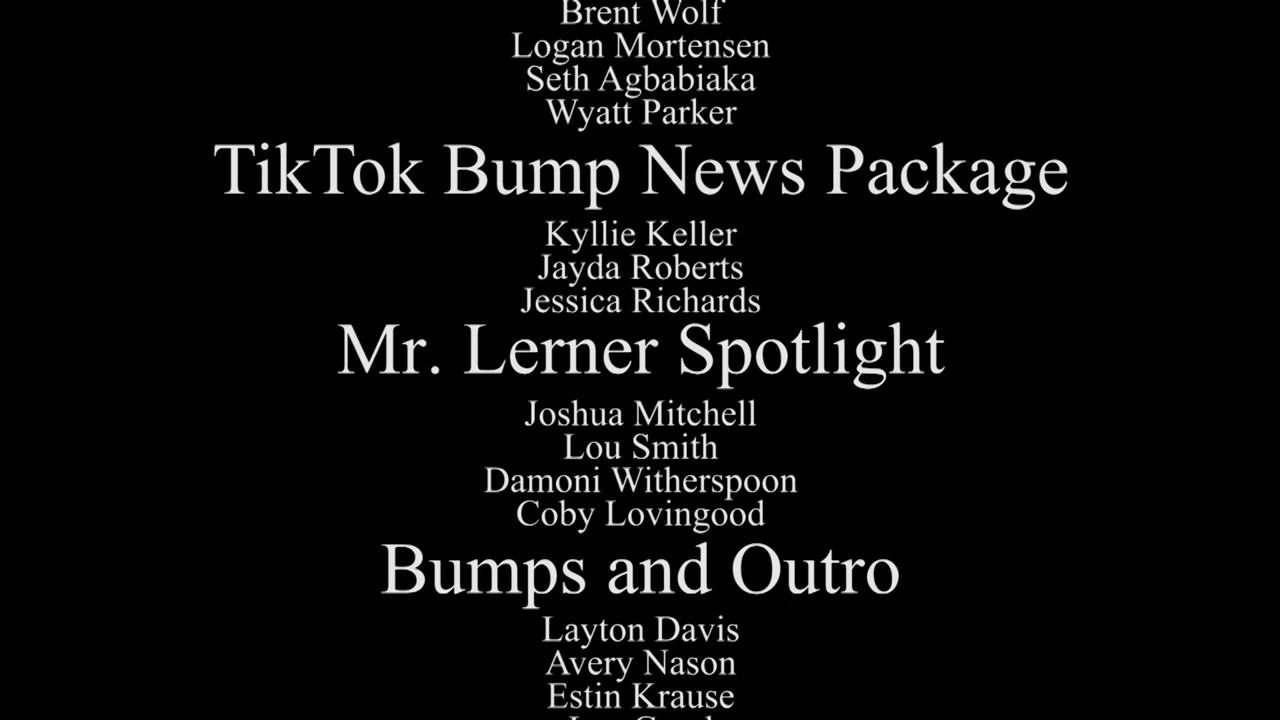 Brent Wolf
Logan Mortensen
Seth Agbabiaka
Wyatt Parker
TikTok Bump News Package
Kyllie Keller
Jayda Roberts
Jessica Richards
Mr. Lerner Spotlight
Joshua Mitchell
Lou Smith
Damoni Witherspoon
Coby Lovingood
Bumps and Outro
Layton Davis
Avery Nason
Estin Krause